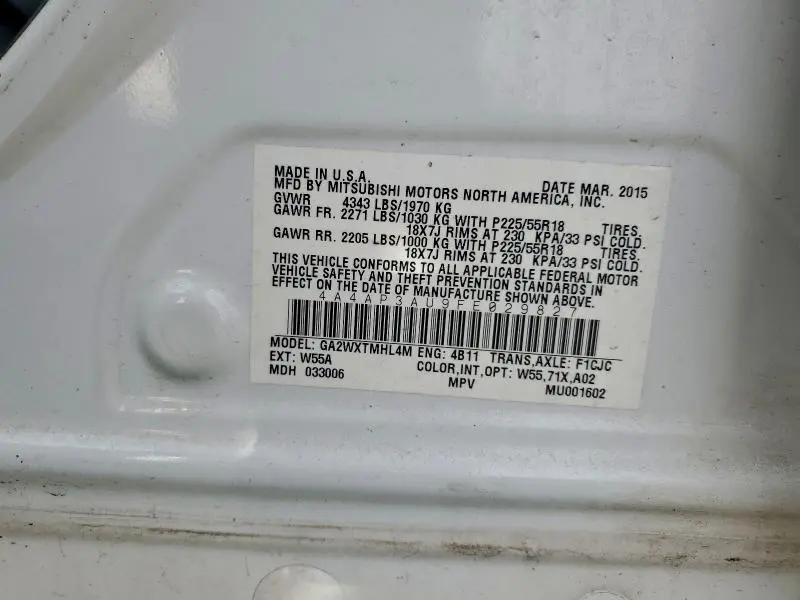 MADE IN U.S.A. DATE MAR. 2015
MFD BY MITSUBISHI MOTORS NORTH AMERICA, INC.
GVWR 4343 LBS/1970 KG
GAWR FR. 2271 LBS/1030 KG WITH P225/55R18 TIRES.
18X7J RIMS AT 230 KPA/33 PSI COLD.
GAWR RR. 2205 LBS/1000 KG WITH P225/55R18 TIRES.
18X7J RIMS AT 230 KPA/33 PSI COLD.
THIS VEHICLE CONFORMS TO ALL APPLICABLE FEDERAL MOTOR
VEHICLE SAFETY AND THEFT PREVENTION STANDARDS IN
EFFECT ON THE DATE OF MANUFACTURE SHOWN ABOVE.
4A4AP3AU9FE029827
MODEL: GA2WXTMHL4M ENG: 4B11 TRANS,AXLE: F1CJC
EXT: W55A COLOR,INT,OPT: W55,71X,A02
MDH 033006 MPV MU001602